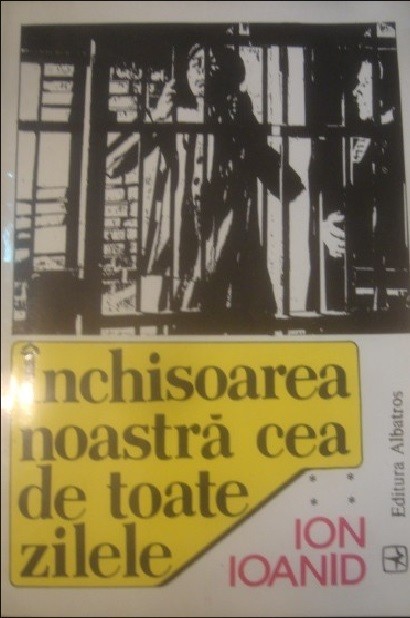 închisoarea
noastră cea
de toate
zilele
* *
* *
ION
IOANID
Editura Albatros